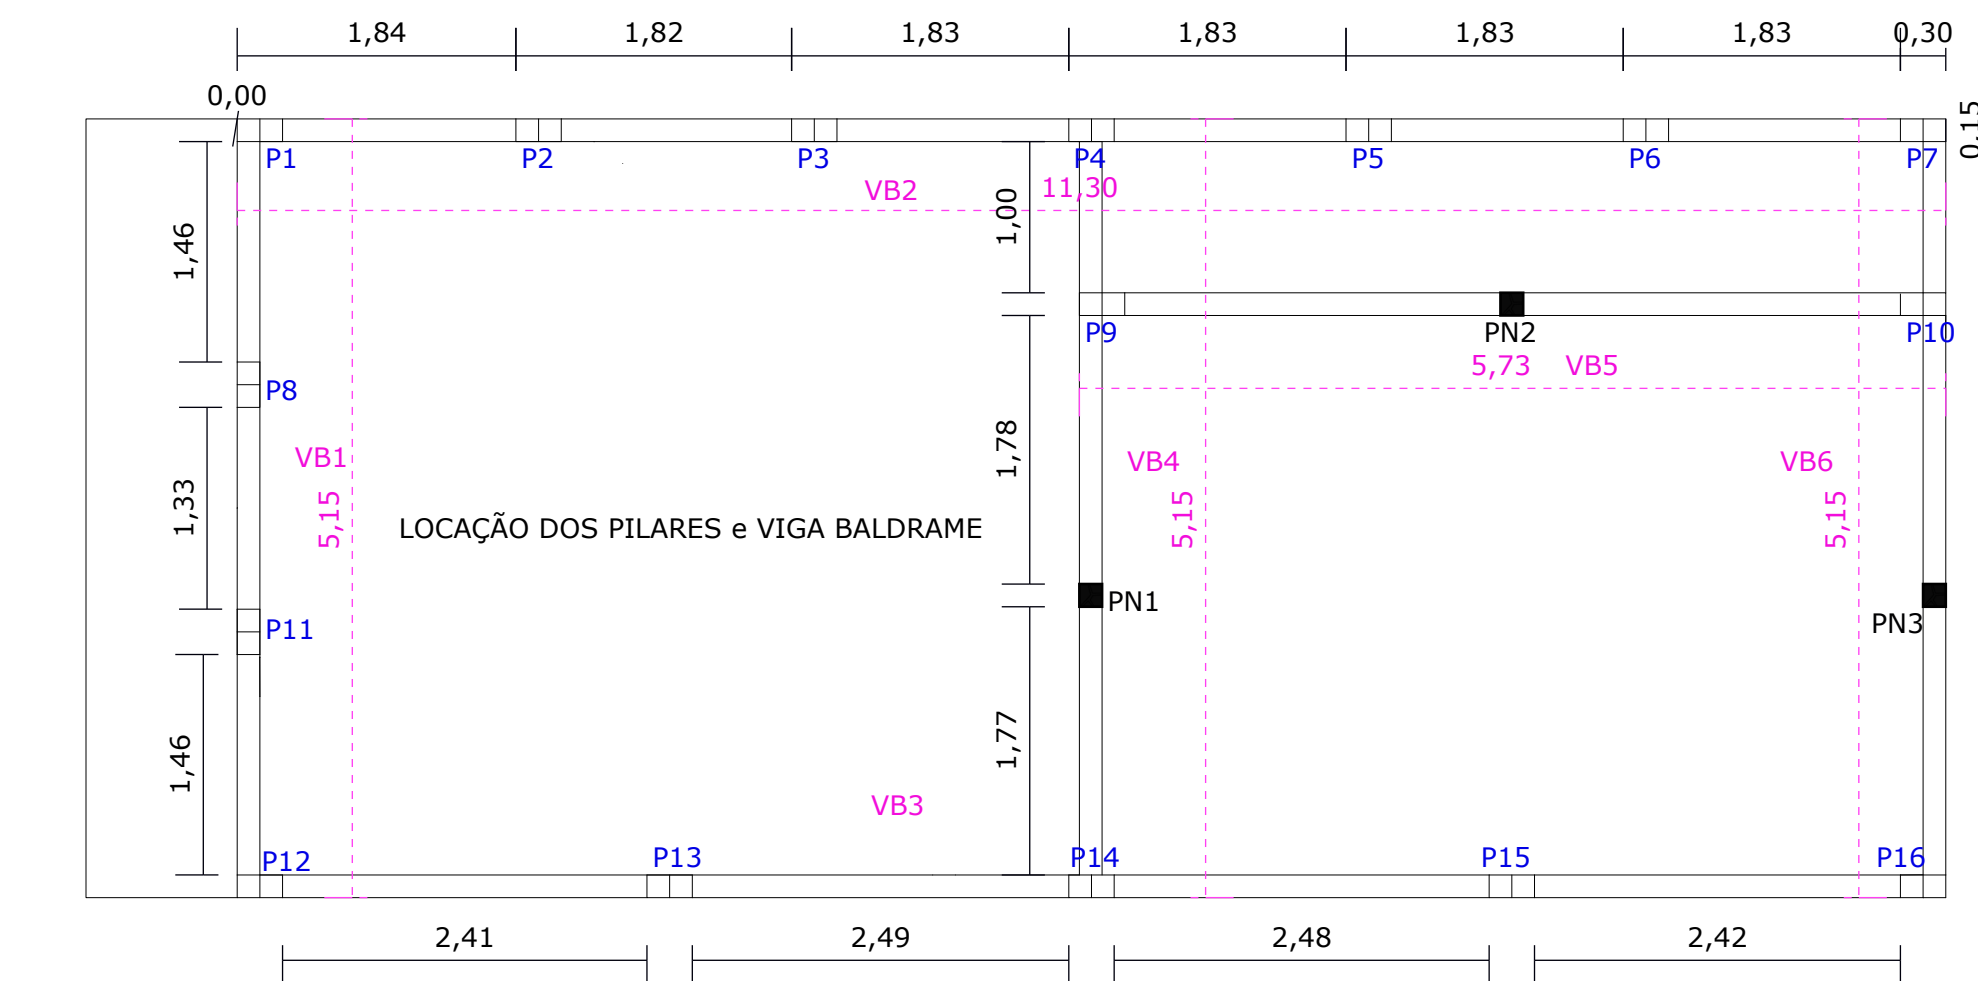 1,84
1,82
1,83
1,83
1,83
1,83
0,30
0,00
0,15
P1
P2
P3
P4
P5
P6
P7
VB2
11,30
1,00
1,46
P9
PN2
P10
5,73
VB5
P8
VB1
1,78
VB4
VB6
1,33
5,15
LOCAÇÃO DOS PILARES e VIGA BALDRAME
5,15
5,15
PN1
PN3
P11
1,46
1,77
VB3
P12
P13
P14
P15
P16
2,41
2,49
2,48
2,42